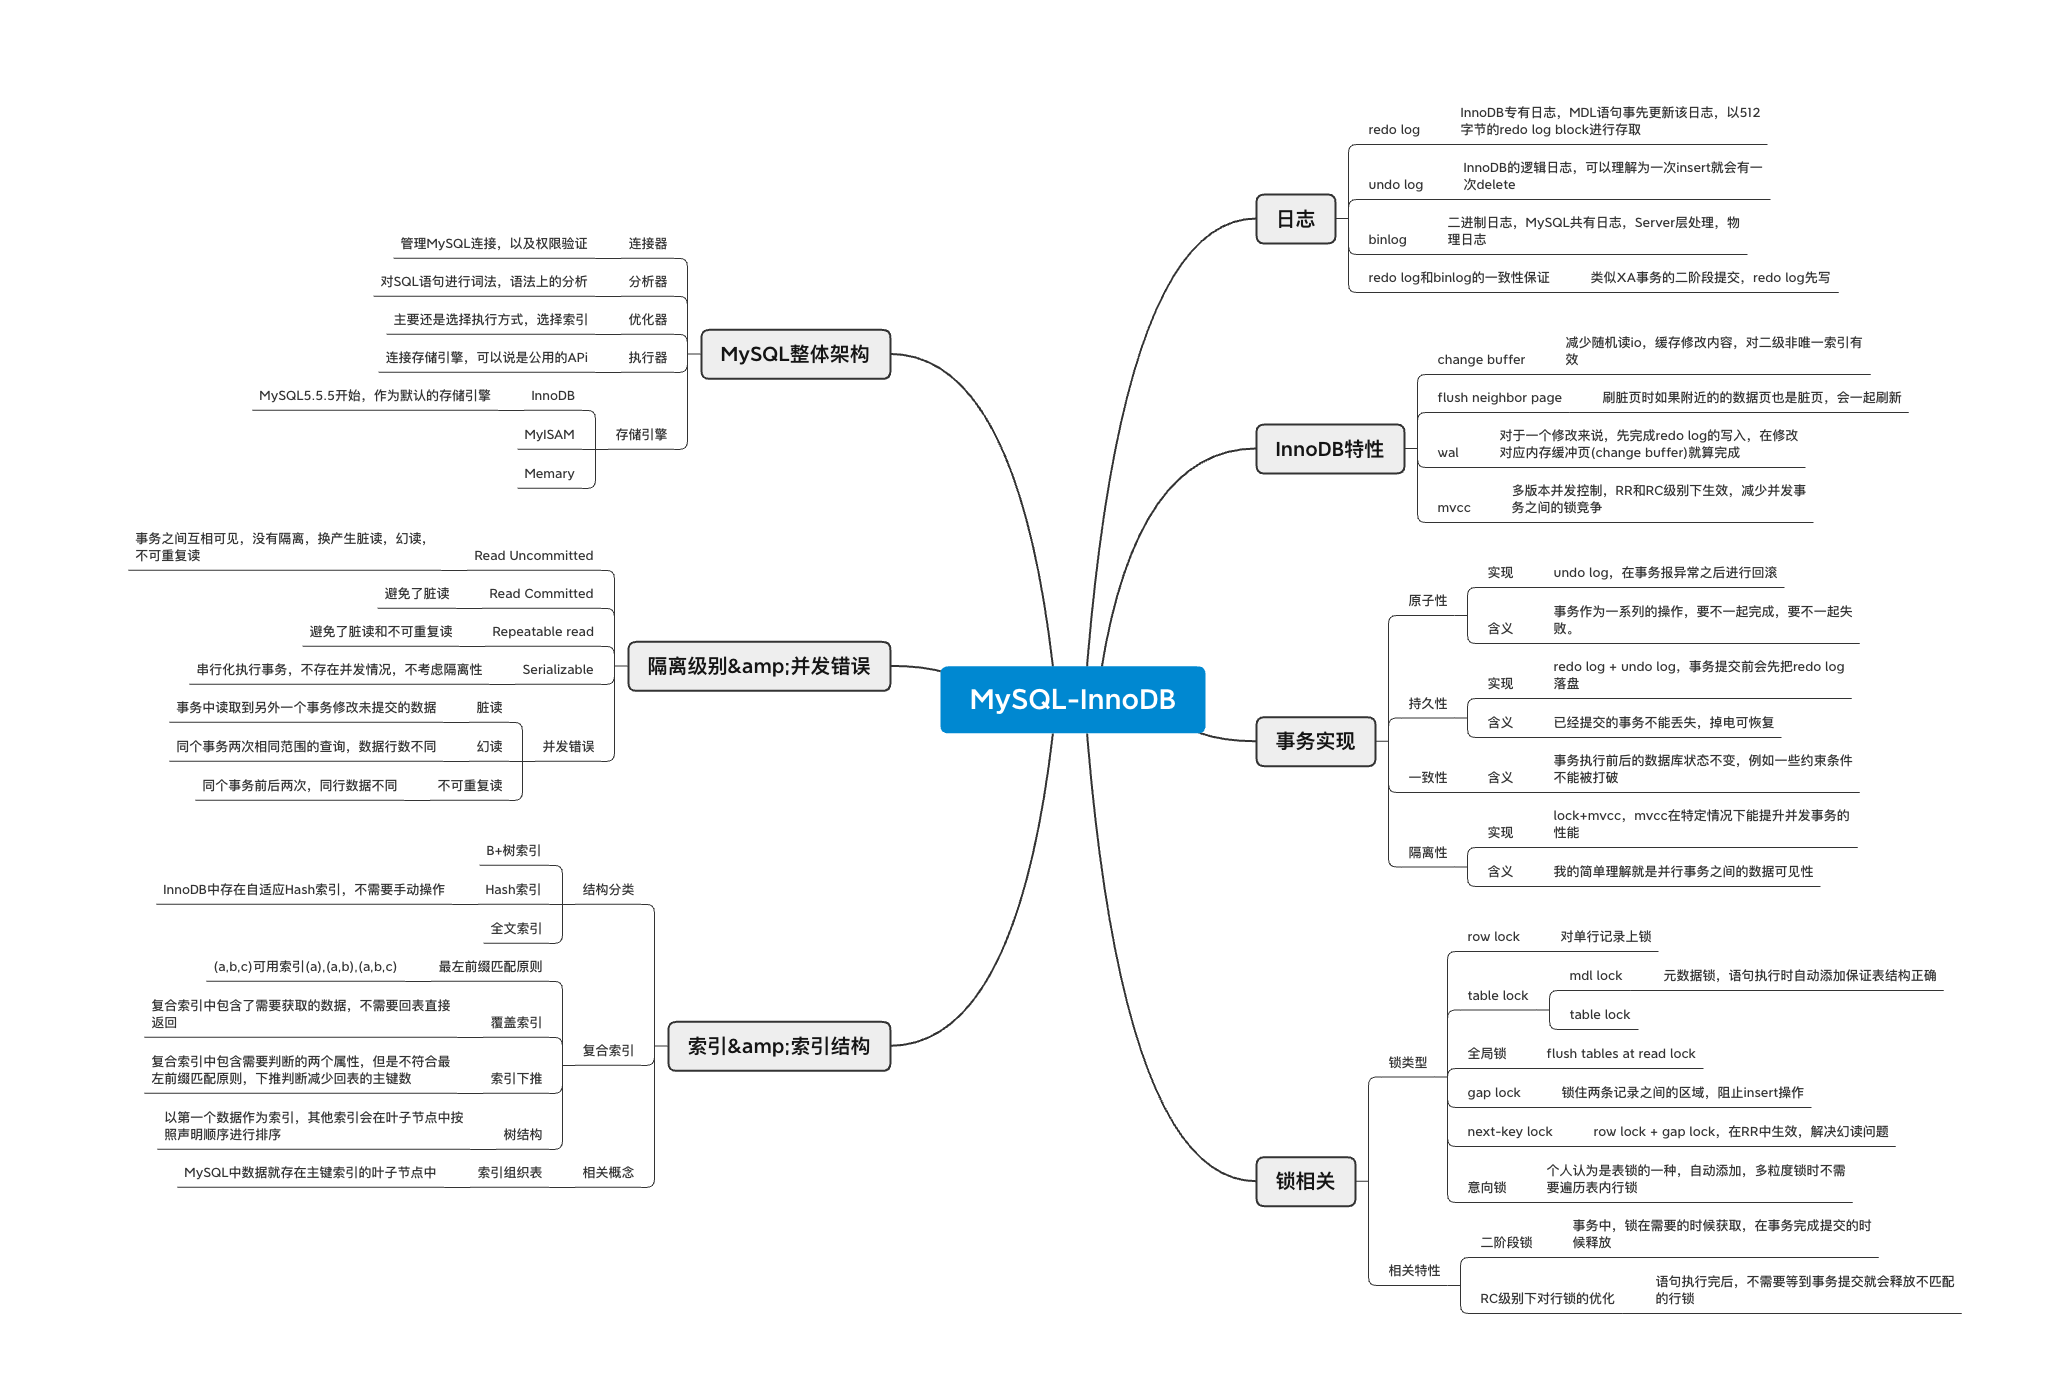 MySQL-InnoDB
MySQL整体架构
连接器
管理MySQL连接，以及权限验证
分析器
对SQL语句进行词法，语法上的分析
优化器
主要还是选择执行方式，选择索引
执行器
连接存储引擎，可以说是公用的APi
存储引擎
InnoDB
MySQL5.5.5开始，作为默认的存储引擎
MyISAM
Memary
隔离级别&amp;并发错误
Read Uncommitted
事务之间互相可见，没有隔离，换产生脏读，幻读，
不可重复读
Read Committed
避免了脏读
Repeatable read
避免了脏读和不可重复读
Serializable
串行化执行事务，不存在并发情况，不考虑隔离性
并发错误
脏读
事务中读取到另外一个事务修改未提交的数据
幻读
同个事务两次相同范围的查询，数据行数不同
不可重复读
同个事务前后两次，同行数据不同
索引&amp;索引结构
结构分类
B+树索引
Hash索引
InnoDB中存在自适应Hash索引，不需要手动操作
全文索引
复合索引
最左前缀匹配原则
(a,b,c)可用索引(a),(a,b),(a,b,c)
覆盖索引
复合索引中包含了需要获取的数据，不需要回表直接
返回
索引下推
复合索引中包含需要判断的两个属性，但是不符合最
左前缀匹配原则，下推判断减少回表的主键数
树结构
以第一个数据作为索引，其他索引会在叶子节点中按
照声明顺序进行排序
相关概念
索引组织表
MySQL中数据就存在主键索引的叶子节点中
日志
redo log
InnoDB专有日志，MDL语句事先更新该日志，以512
字节的redo log block进行存取
undo log
InnoDB的逻辑日志，可以理解为一次insert就会有一
次delete
binlog
二进制日志，MySQL共有日志，Server层处理，物
理日志
redo log和binlog的一致性保证
类似XA事务的二阶段提交，redo log先写
InnoDB特性
change buffer
减少随机读io，缓存修改内容，对二级非唯一索引有
效
flush neighbor page
刷脏页时如果附近的的数据页也是脏页，会一起刷新
wal
对于一个修改来说，先完成redo log的写入，在修改
对应内存缓冲页(change buffer)就算完成
mvcc
多版本并发控制，RR和RC级别下生效，减少并发事
务之间的锁竞争
事务实现
原子性
实现
undo log，在事务报异常之后进行回滚
含义
事务作为一系列的操作，要不一起完成，要不一起失
败。
持久性
实现
redo log + undo log，事务提交前会先把redo log
落盘
含义
已经提交的事务不能丢失，掉电可恢复
一致性
含义
事务执行前后的数据库状态不变，例如一些约束条件
不能被打破
隔离性
实现
lock+mvcc，mvcc在特定情况下能提升并发事务的
性能
含义
我的简单理解就是并行事务之间的数据可见性
锁相关
锁类型
row lock
对单行记录上锁
table lock
mdl lock
元数据锁，语句执行时自动添加保证表结构正确
table lock
全局锁
flush tables at read lock
gap lock
锁住两条记录之间的区域，阻止insert操作
next-key lock
row lock + gap lock，在RR中生效，解决幻读问题
意向锁
个人认为是表锁的一种，自动添加，多粒度锁时不需
要遍历表内行锁
相关特性
二阶段锁
事务中，锁在需要的时候获取，在事务完成提交的时
候释放
RC级别下对行锁的优化
语句执行完后，不需要等到事务提交就会释放不匹配
的行锁